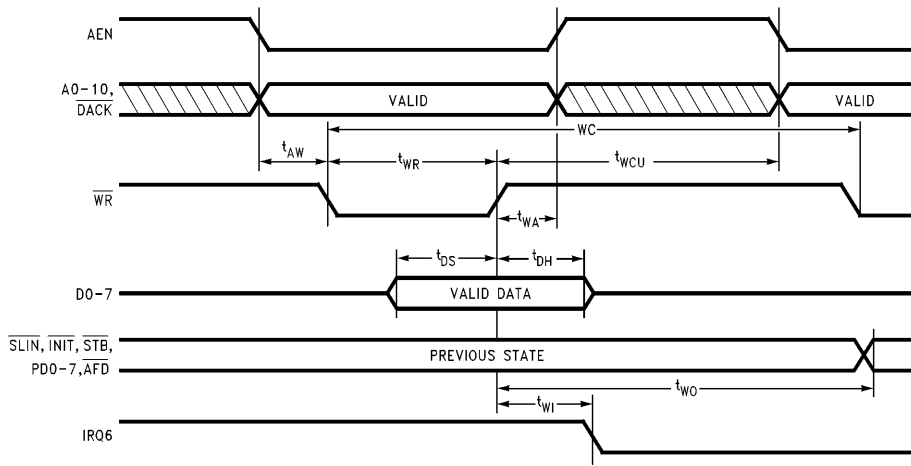 AEN
A0-10,
DACK
VALID
VALID
WC
tAW
tWR
tWCU
WR
tWA
tDS
tDH
D0-7
VALID DATA
SLIN, INIT, STB,
PD0-7, AFD
PREVIOUS STATE
tWO
tWI
IRQ6